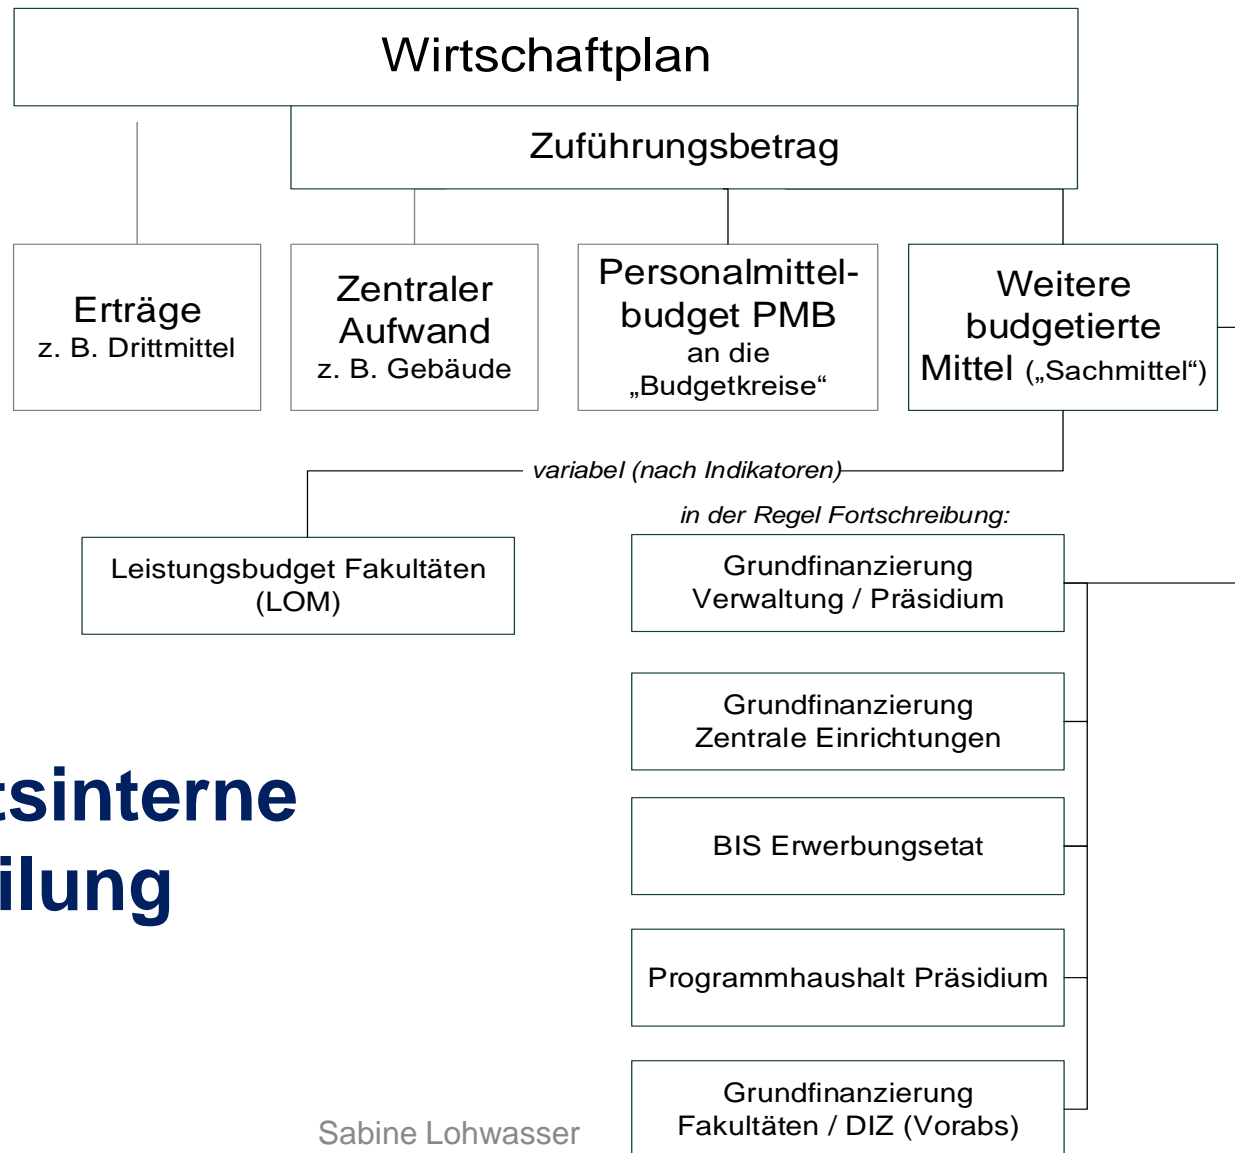 Wirtschaftplan
Zuführungsbetrag
Erträge
z. B. Drittmittel
Zentraler
Aufwand
z. B. Gebäude
Personalmittel-
budget PMB
an die
„Budgetkreise“
Weitere
budgetierte
Mittel („Sachmittel“)
variabel (nach Indikatoren)
in der Regel Fortschreibung:
Leistungsbudget Fakultäten
(LOM)
Grundfinanzierung
Verwaltung / Präsidium
Grundfinanzierung
Zentrale Einrichtungen
BIS Erwerbungsetat
Programmhaushalt Präsidium
Grundfinanzierung
Fakultäten / DIZ (Vorabs)
tsinterne
eilung
Sabine Lohwasser